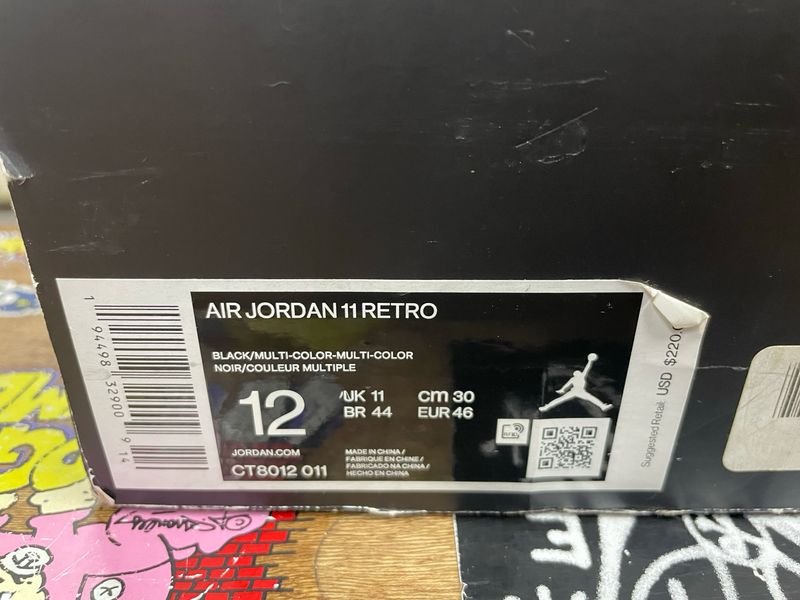 AIR JORDAN 11 RETRO
BLACK/MULTI-COLOR-MULTI-COLOR
NOIR/COULEUR MULTIPLE
12
UK 11
cm 30
BR 44
EUR 46
JORDAN.COM
CT8012 011
MADE IN CHINA /
FABRIQUE EN CHINE /
FABRICADO NA CHINA /
HECHO EN CHINA
RFID
1 94498 32900 9 14
Suggested Retail: USD $220.